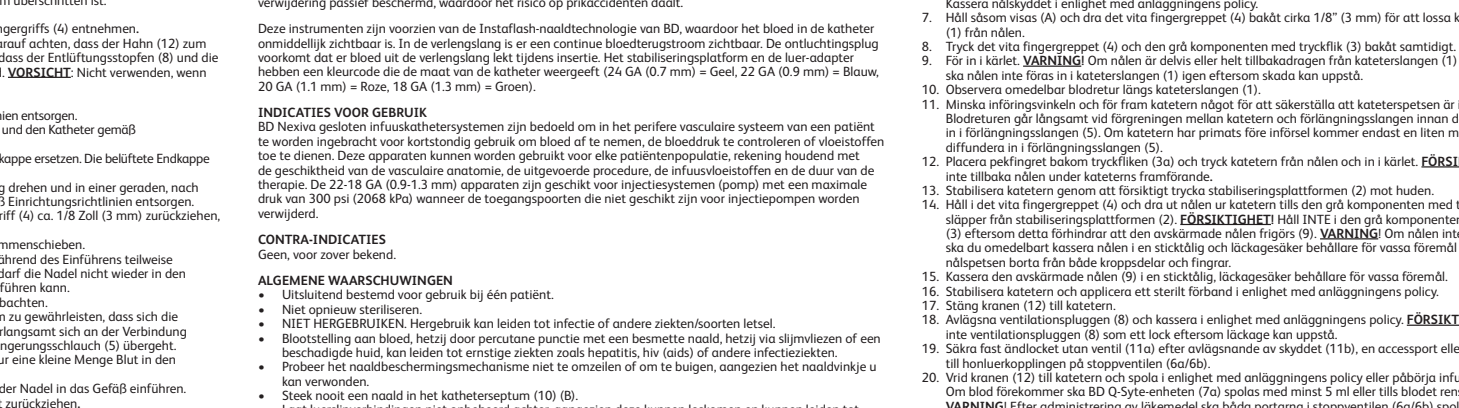 ngergriffs (4) entnehmen.
arauf achten, dass der Hahn (12) zum
dass der Entlüftungsstopfen (8) und die
l. VORSICHT: Nicht verwenden, wenn
nien entsorgen.
und den Katheter gemäß
kappe ersetzen. Die belüftete Endkappe
g drehen und in einer geraden, nach
ß Einrichtungsrichtlinien entsorgen.
riff (4) ca. 1/8 Zoll (3 mm) zurückziehen,
mmenschieben.
ährend des Einführens teilweise
darf die Nadel nicht wieder in den
führen kann.
bachten.
m zu gewährleisten, dass sich die
rlangsamt sich an der Verbindung
ngerungsschlauch (5) übergeht.
ur eine kleine Menge Blut in den
der Nadel in das Gefäß einführen.
t zurückziehen.
verwijdering passief beschermd, waardoor het risico op prikaccidenten daalt.
Deze instrumenten zijn voorzien van de Instaflash-naaldtechnologie van BD, waardoor het bloed in de katheter
onmiddellijk zichtbaar is. In de verlengslang is er een continue bloedterugstroom zichtbaar. De ontluchtingsplug
voorkomt dat er bloed uit de verlengslang lekt tijdens insertie. Het stabilisatieplatform en de luer-adapter
hebben een kleurcode die de maat van de katheter weergeeft (24 GA (0.7 mm) = Geel, 22 GA (0.9 mm) = Blauw,
20 GA (1.1 mm) = Roze, 18 GA (1.3 mm) = Groen).
INDICATIES VOOR GEBRUIK
BD Nexiva gesloten infuuskathetersystemen zijn bedoeld om in het perifere vasculaire systeem van een patiënt
te worden ingebracht voor kortstondig gebruik om bloed af te nemen, de bloeddruk te controleren of vloeistoffen
toe te dienen. Deze apparaten kunnen worden gebruikt voor elke patiëntenpopulatie, rekening houdend met
de geschiktheid van de vasculaire anatomie, de uitgevoerde procedure, de infuusvloeistoffen en de duur van de
therapie. De 22-18 GA (0.9-1.3 mm) apparaten zijn geschikt voor injectiesystemen (pomp) met een maximale
druk van 300 psi (2068 kPa) wanneer de toegangspoorten die niet geschikt zijn voor injectiepompen worden
verwijderd.
CONTRA-INDICATIES
Geen, voor zover bekend.
ALGEMENE WAARSCHUWINGEN
• Uitsluitend bestemd voor gebruik bij één patiënt.
• Niet opnieuw steriliseren.
• NIET HERGEBRUIKEN. Hergebruik kan leiden tot infectie of andere ziekten/soorten letsel.
• Blootstelling aan bloed, hetzij door percutane punctie met een besmette naald, hetzij via slijmvliezen of een
beschadigde huid, kan leiden tot ernstige ziekten zoals hepatitis, hiv (aids) of andere infectieziekten.
• Probeer het naaldbeschermingsmechanisme niet te omzeilen of om te buigen, aangezien het naaldvinkje u
kan verwonden.
• Steek nooit een naald in het katheterseptum (10) (B).
Kassera nålskyddet i enlighet med anläggningens policy.
7. Håll såsom visas (A) och dra det vita fingergreppet (4) bakåt cirka 1/8” (3 mm) för att lossa k
(1) från nålen.
8. Tryck det vita fingergreppet (4) och den grå komponenten med tryckflik (3) bakåt samtidigt.
9. För in i kärlet. VARNING! Om nålen är delvis eller helt tillbakadragen från kateterslangen (1)
ska nålen inte föras in i kateterslangen (1) igen eftersom skada kan uppstå.
10. Observera omedelbar blodretur längs kateterslangen (1).
11. Minska införingsvinkeln och för fram katetern något för att säkerställa att kateterspetsen är i
Blodreturen går långsamt vid förgreningen mellan katetern och förlängningsslangen innan d
in i förlängningsslangen (5). Om katetern har primats före införsel kommer endast en liten m
diffundera in i förlängningsslangen (5).
12. Placera pekfingret bakom tryckfliken (3a) och tryck katetern från nålen och in i kärlet. FÖRSI
inte tillbaka nålen under kateterns framförande.
13. Stabilisera katetern genom att försiktigt trycka stabiliseringsplattformen (2) mot huden.
14. Håll i det vita fingergreppet (4) och dra ut nålen ur katetern tills den grå komponenten med t
släpper från stabiliseringsplattformen (2). FÖRSIKTIGHET! Håll INTE i den grå komponenter
(3) eftersom detta förhindrar att den avskärmade nålen frigörs (9). VARNING! Om nålen inte
ska du omedelbart kassera nålen i en sticktålig och läckagesäker behållare för vassa föremål
nålspetsen borta från både kroppsdelar och fingrar.
15. Kassera den avskärmade nålen (9) i en sticktålig, läckagesäker behållare för vassa föremål.
16. Stabilisera katetern och applicera ett sterilt förband i enlighet med anläggningens policy.
17. Stäng kranen (12) till katetern.
18. Avlägsna ventilationspluggen (8) och kassera i enlighet med anläggningens policy. FÖRSIKT
inte ventilationspluggen (8) som ett lock eftersom läckage kan uppstå.
19. Säkra fast ändlocket utan ventil (11a) efter avlägsnande av skyddet (11b), en accessport elle
till honluerkopplingen på stoppventilen (6a/6b).
20. Vrid kranen (12) till katetern och spola i enlighet med anläggningens policy eller påbörja infu
Om blod förekommer ska BD Q-Syte-enheten (7a) spolas med minst 5 ml eller tills blodet rens